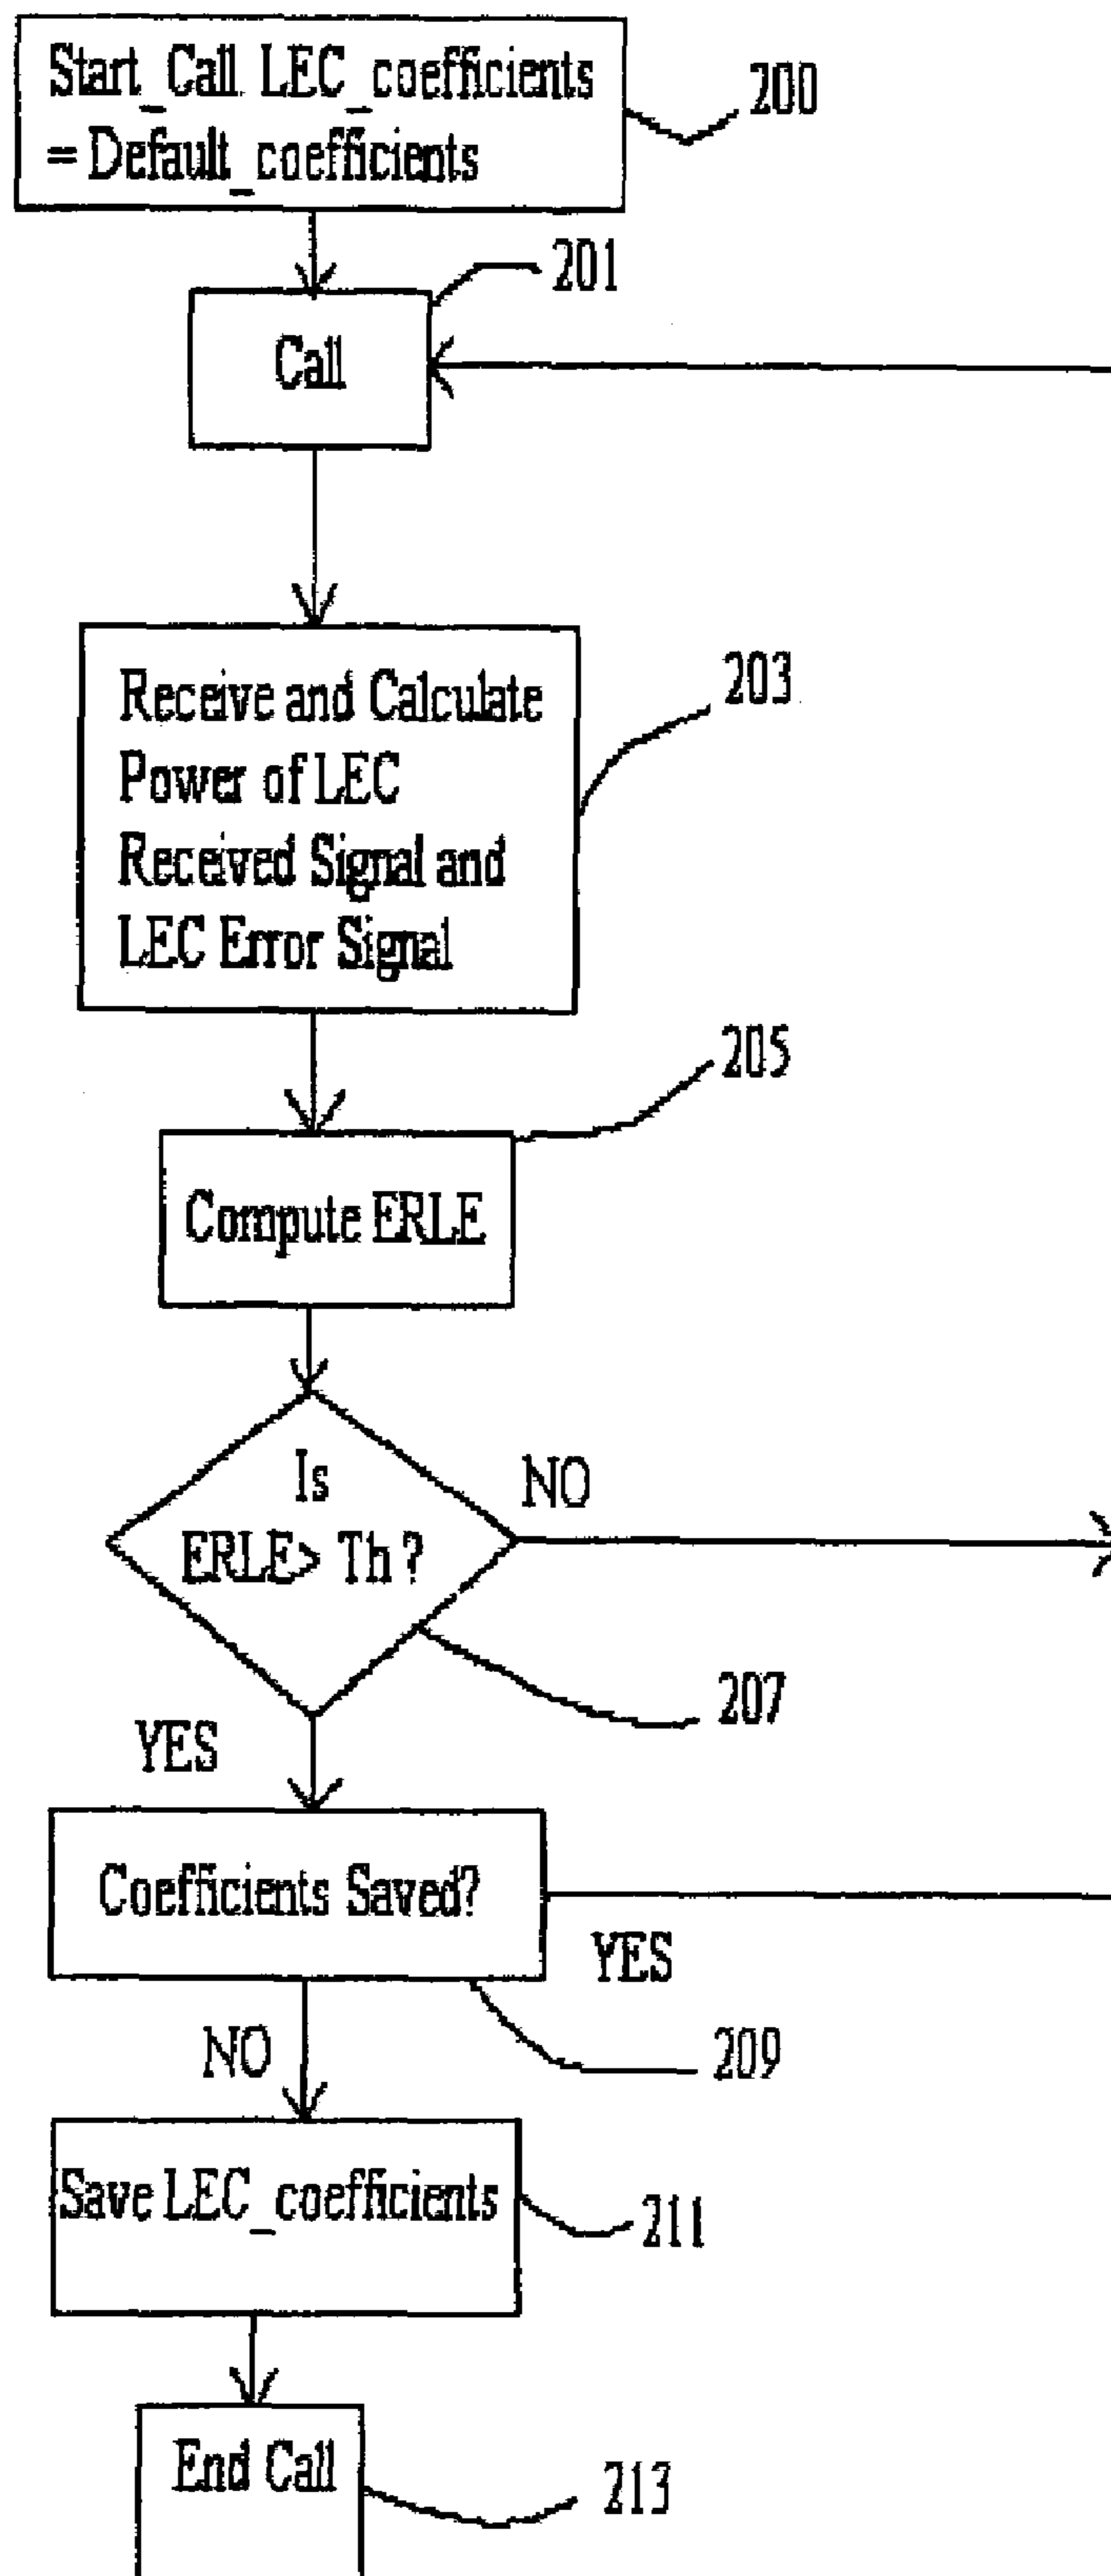 Start_Call LEC_coefficients
= Default_coefficients
200
201
Call
Receive and Calculate
Power of LEC
Received Signal and
LEC Error Signal
203
205
Compute ERLE
Is
ERLE> Th ?
NO
207
YES
Coefficients Saved?
YES
209
NO
Save LEC_coefficients
211
End Call
213